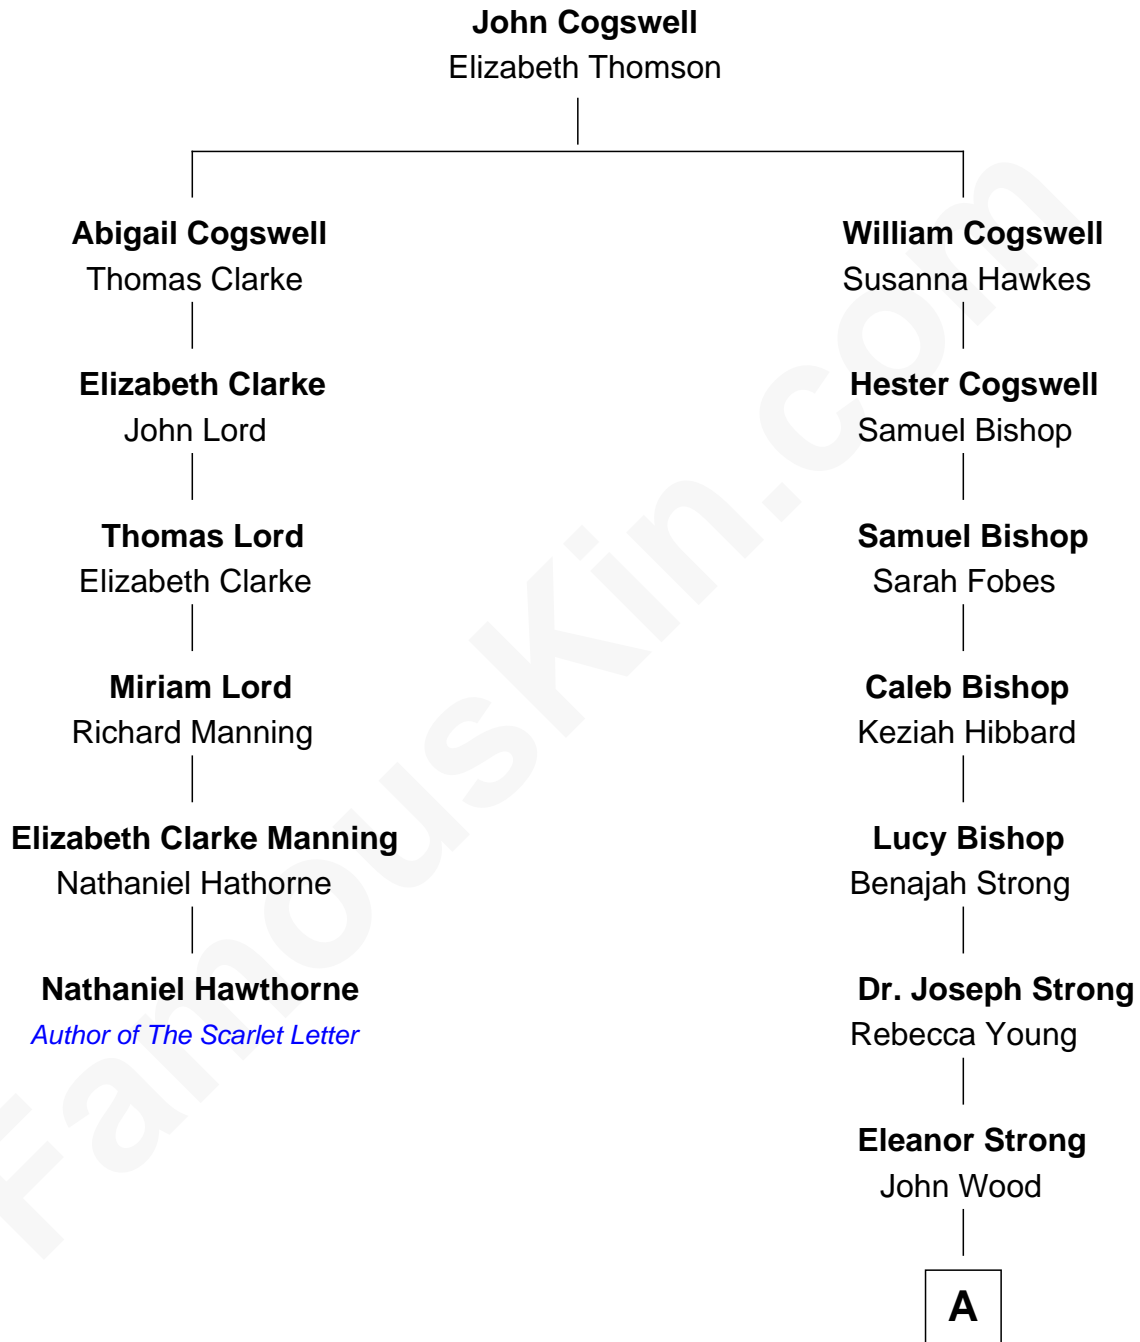 John Cogswell
Elizabeth Thomson
Abigail Cogswell
Thomas Clarke
Elizabeth Clarke
John Lord
Thomas Lord
Elizabeth Clarke
Miriam Lord
Richard Manning
Elizabeth Clarke Manning
Nathaniel Hathorne
Nathaniel Hawthorne
Author of The Scarlet Letter
William Cogswell
Susanna Hawkes
Hester Cogswell
Samuel Bishop
Samuel Bishop
Sarah Fobes
Caleb Bishop
Keziah Hibbard
Lucy Bishop
Benajah Strong
Dr. Joseph Strong
Rebecca Young
Eleanor Strong
John Wood
A
FamousKin.com